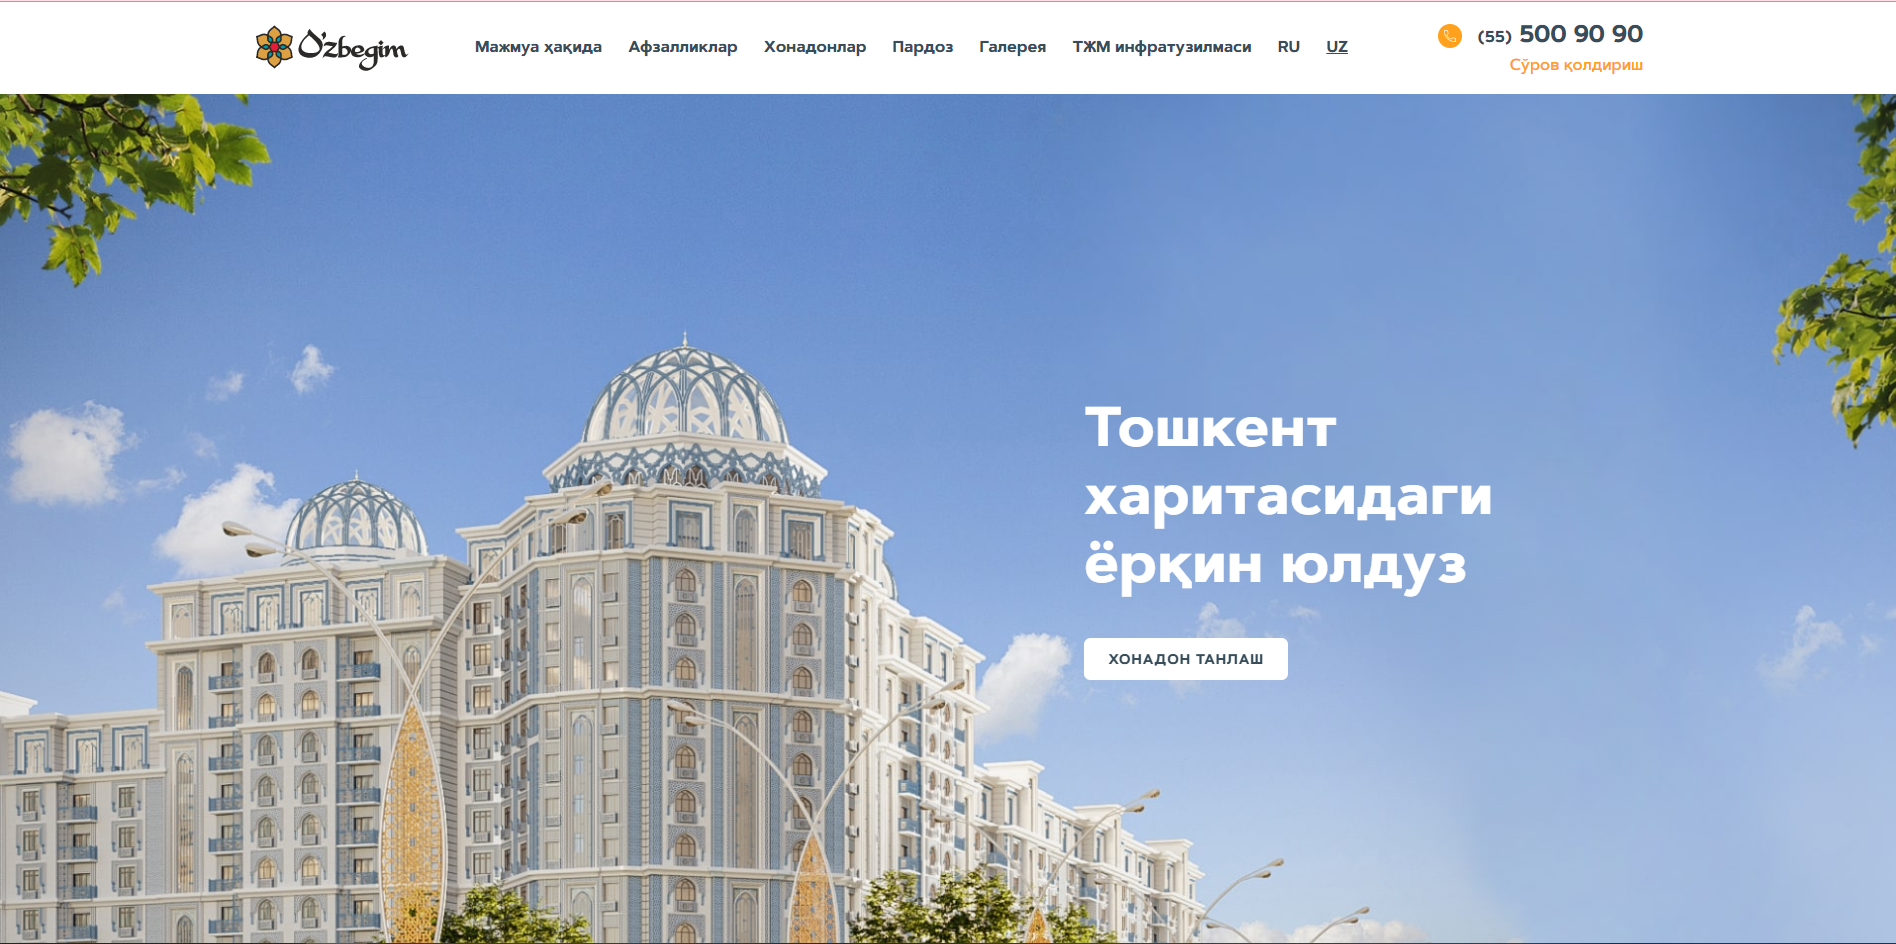 O'zbegim
Мажмуа ҳақида Афзалликлар Хонадонлар Пардоз Галерея ТЖМ инфратузилмаси RU UZ
(55) 500 90 90
Сўров қолдириш
Тошкент
харитасидаги
ёрқин юлдуз
ХОНАДОН ТАНЛАШ